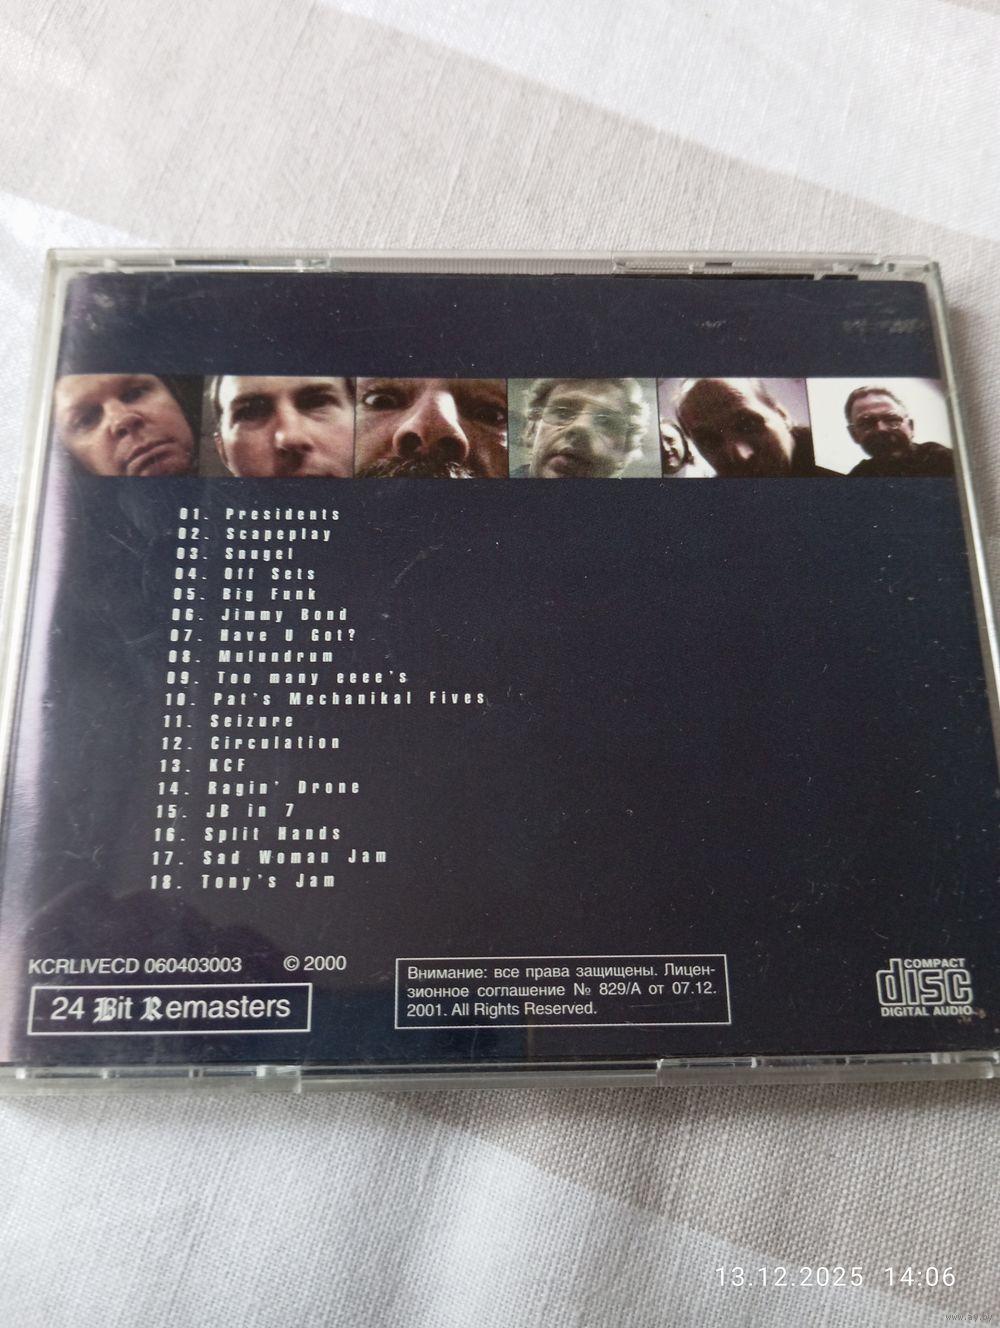 01. Presidents
02. Scapeplay
03. Snugel
04. Off Sets
05. Big Funk
06. Jimmy Bond
07. Have U Got?
08. Mulundrum
09. Too many eeee's
10. Pat's Mechanikal Fives
11. Seizure
12. Circulation
13. KCF
14. Ragin' Drone
15. JB in 7
16. Split Hands
17. Sad Woman Jam
18. Tony's Jam
KCRLIVECD 060403003 © 2000
24 Bit Remasters
Внимание: все права защищены. Лицен-
зионное соглашение № 829/A от 07.12.
2001. All Rights Reserved.
COMPACT
disc
DIGITAL AUDIO
13.12.2025 14:06
www.ay.by